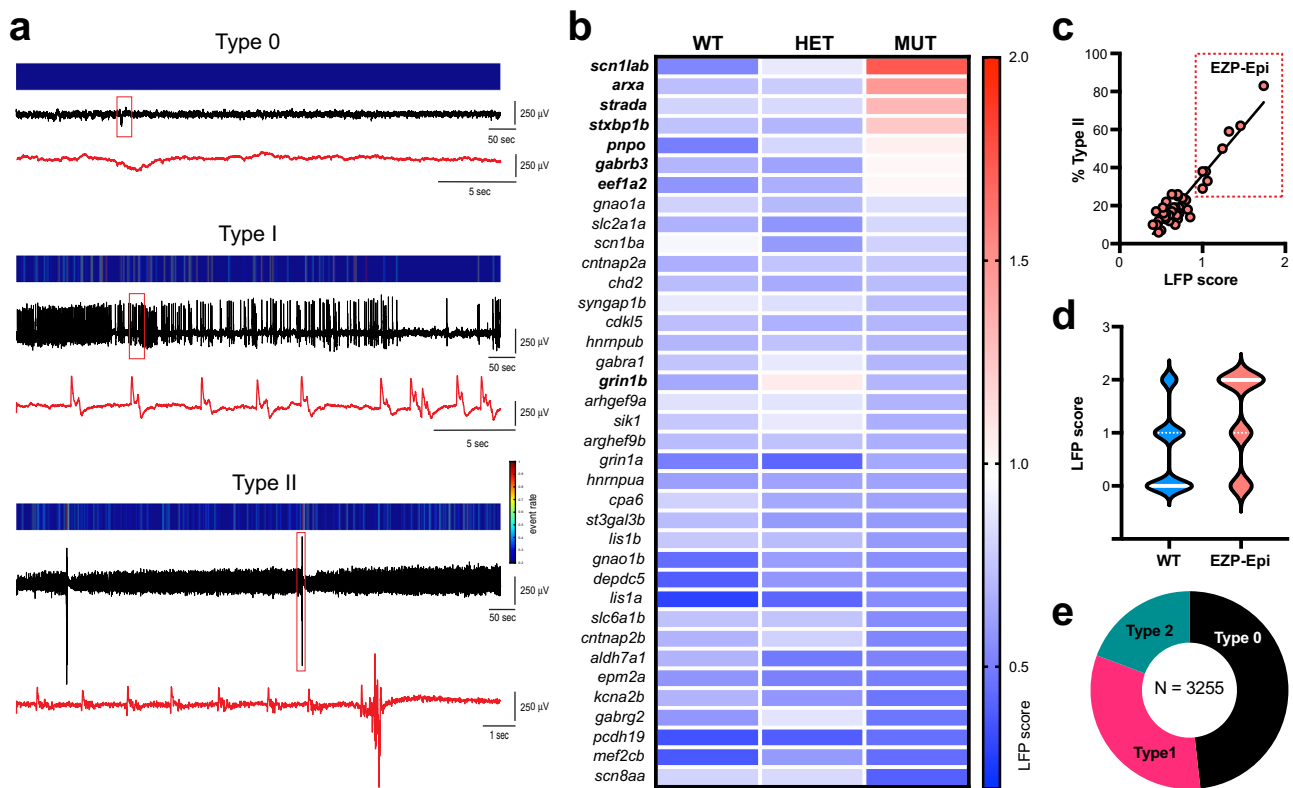 a
Type 0
250 µV
50 sec
250 µV
5 sec
Type I
250 µV
50 sec
250 µV
5 sec
Type II
event rate
250 µV
50 sec
250 µV
1 sec
b
WT HET MUT
scn1lab
arxa
strada
stxbp1b
pnpo
gabrb3
eef1a2
gnao1a
slc2a1a
scn1ba
cntnap2a
chd2
syngap1b
cdkl5
hnrnpub
gabra1
grin1b
arhgef9a
sik1
arghef9b
grin1a
hnrnpua
cpa6
st3gal3b
lis1b
gnao1b
depdc5
lis1a
slc6a1b
cntnap2b
aldh7a1
epm2a
kcna2b
gabrg2
pcdh19
mef2cb
scn8aa
2.0
1.5
1.0
0.5
LFP score
c
100
80
60
40
20
0
% Type II
EZP-Epi
0 1 2
LFP score
d
3
2
1
0
LFP score
WT EZP-Epi
e
Type 2
Type 0
N = 3255
Type1